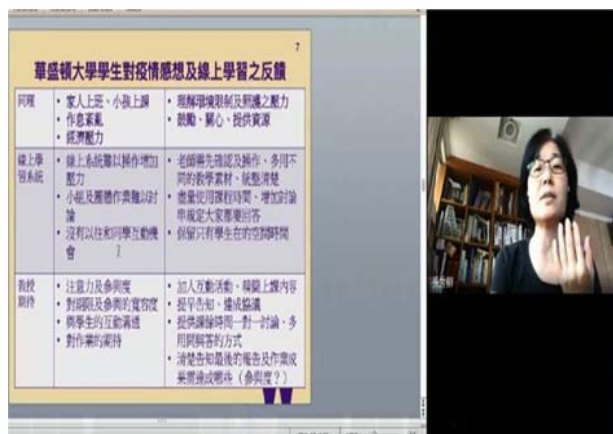 7
華盛頓大學學生對疫情感想及線上學習之反饋
同理
• 家人上班、小孩上課
• 作息紊亂
• 經濟壓力
• 理解環境限制及照護之壓力
• 鼓勵、關心、提供資源
線上學
習系統
• 線上系統難以操作增加
壓力
• 小組及團體作業難以討
論
• 沒有以往和同學互動機
會
• 老師需先確認及操作、多用不
同的教學素材、統整清楚
• 盡量使用課程時間、增加討論
串規定大家都要回答
• 保留只有學生在的空間時間
教授
期待
• 注意力及參與度
• 對期限及參與的寬容度
• 與學生的互動溝通
• 對作業的期待
• 加入互動活動、精簡上課內容
• 提早告知、達成協議
• 提供課餘時間一對一討論、多
用問與答的方式
• 清楚告知最後的報告及作業成
果需達成哪些（參與度？）